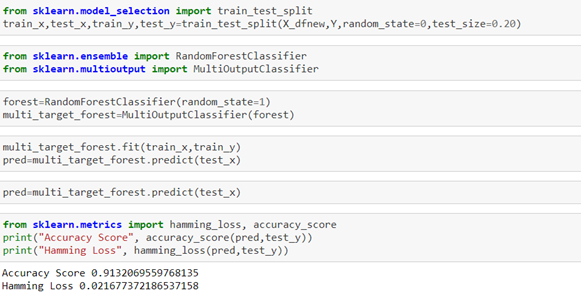 from sklearn.model_selection import train_test_split
train_x,test_x,train_y,test_y=train_test_split(X_dfnew,Y,random_state=0,test_size=0.20)
from sklearn.ensemble import RandomForestClassifier
from sklearn.multioutput import MultiOutputClassifier
forest=RandomForestClassifier(random_state=1)
multi_target_forest=MultiOutputClassifier(forest)
multi_target_forest.fit(train_x,train_y)
pred=multi_target_forest.predict(test_x)
pred=multi_target_forest.predict(test_x)
from sklearn.metrics import hamming_loss, accuracy_score
print("Accuracy Score", accuracy_score(pred,test_y))
print("Hamming Loss", hamming_loss(pred,test_y))
Accuracy Score 0.9132069559768135
Hamming Loss 0.021677372186537158